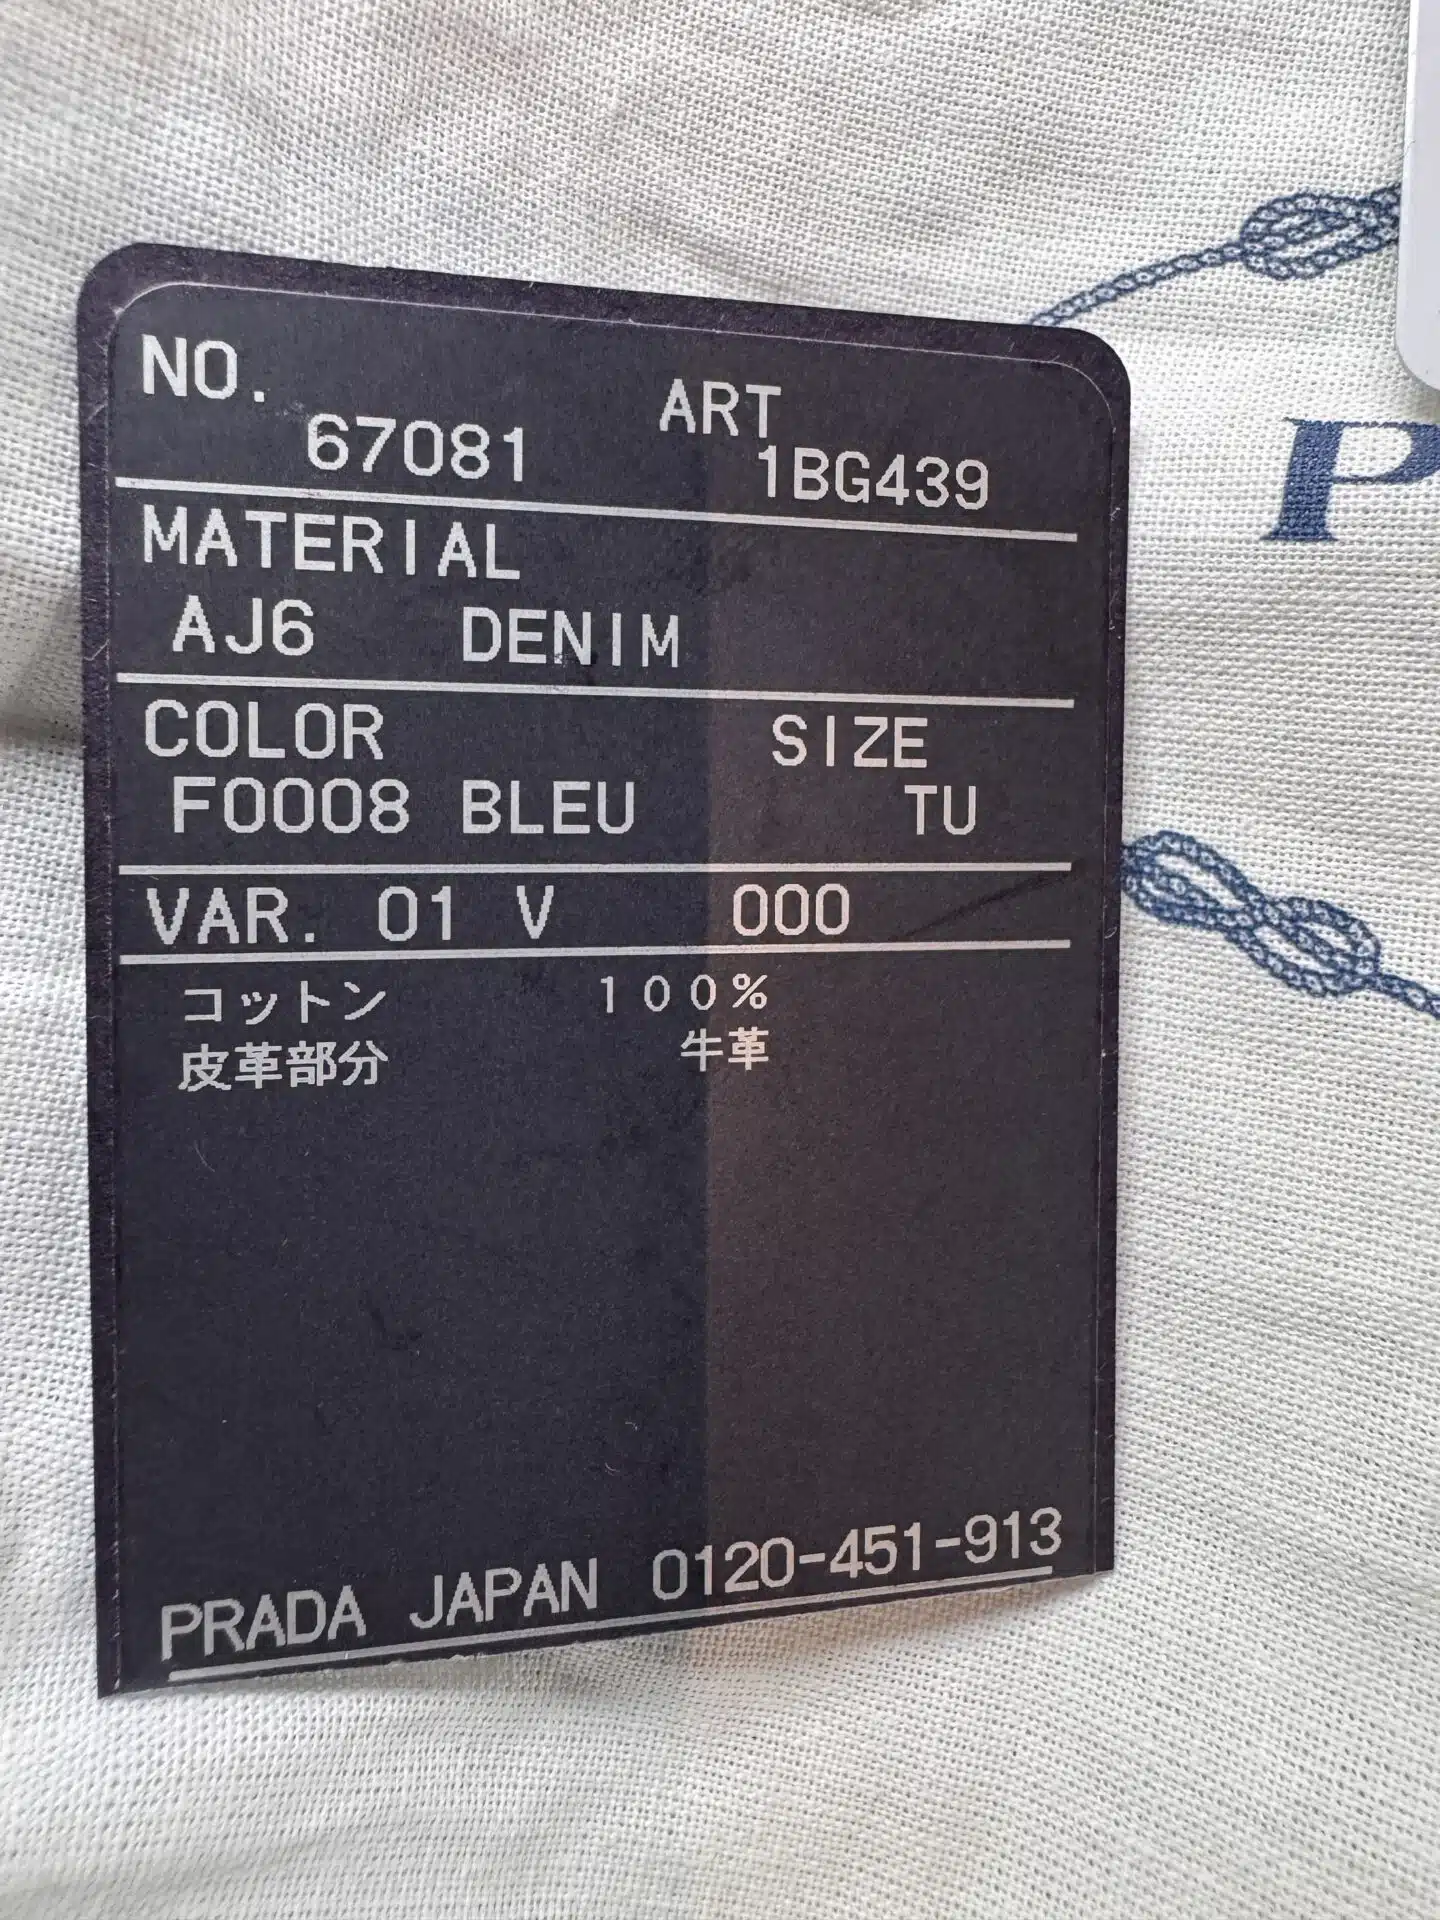 NO. ART
67081 1BG439
MATERIAL
AJ6 DENIM
COLOR SIZE
F0008 BLEU TU
VAR. 01 V 000
コットン 100%
皮革部分 牛革
PRADA JAPAN 0120-451-913
P